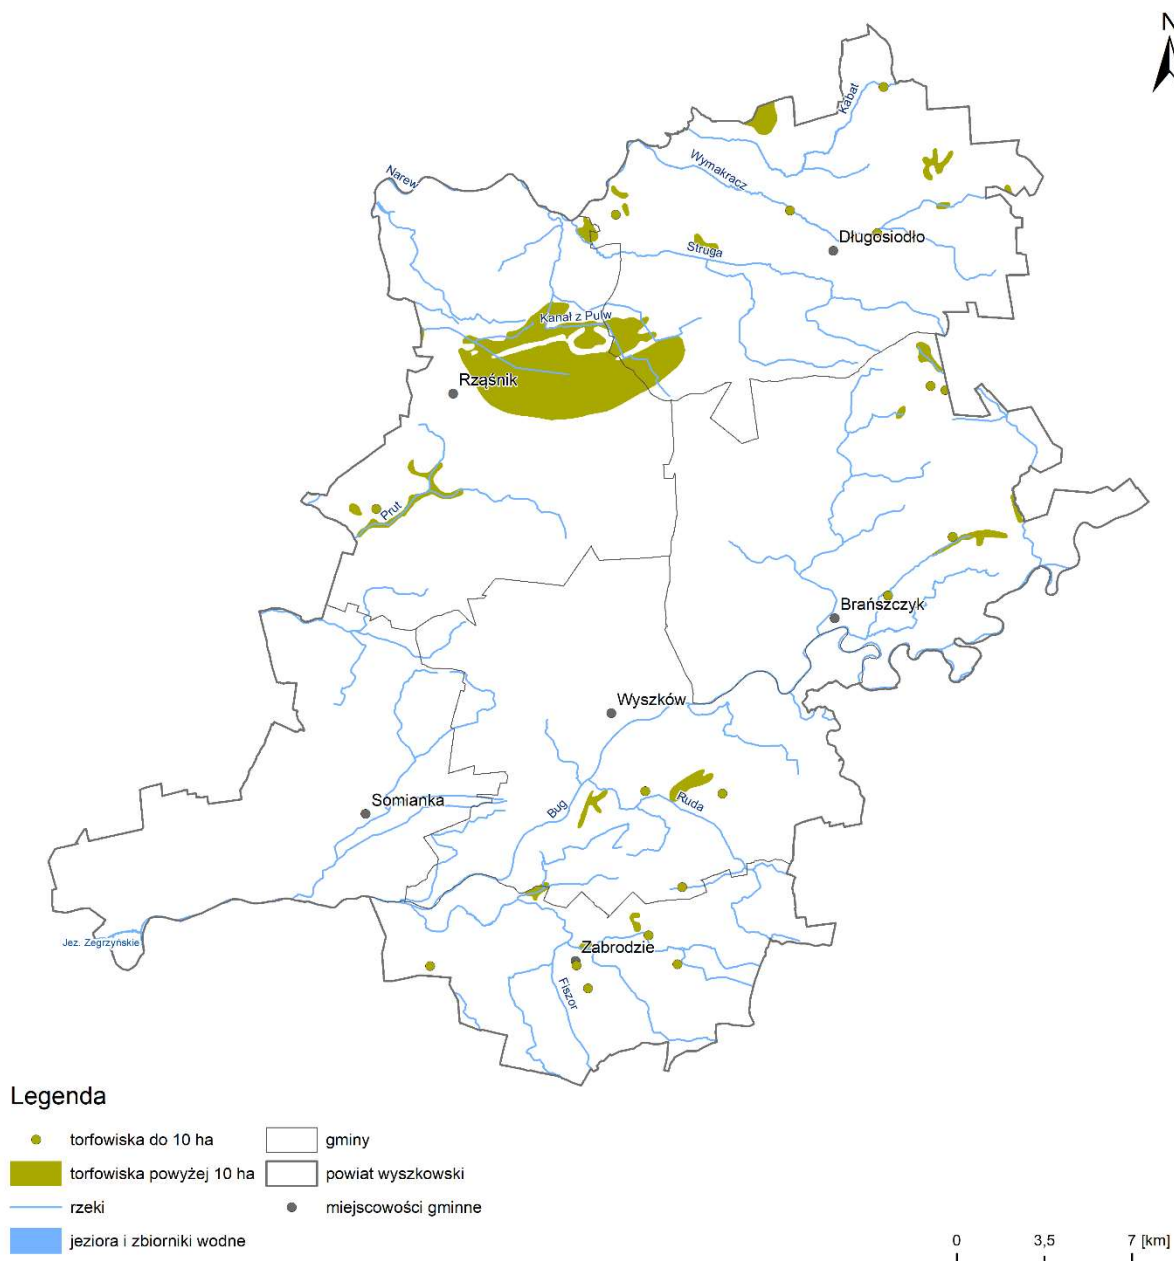 N
Kabat
Wymakracz
Narew
Długosiodło
Struga
Kanał z Pulw
Rząśnik
Prut
Brańszczyk
Wyszków
Somianka
Bug
Ruda
Jez. Zegrzyńskie
Zabrodzie
Fiszor
Legenda
torfowiska do 10 ha
gminy
torfowiska powyżej 10 ha
powiat wyszkowski
rzeki
miejscowości gminne
jeziora i zbiorniki wodne
0 3,5 7 [km]